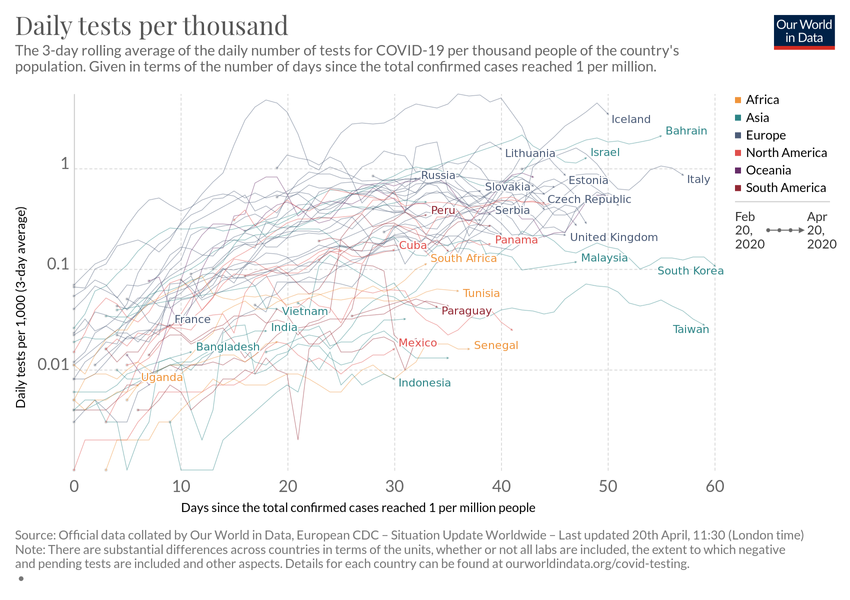 Daily tests per thousand
Our World
in Data
The 3-day rolling average of the daily number of tests for COVID-19 per thousand people of the country's
population. Given in terms of the number of days since the total confirmed cases reached 1 per million.
Africa
Asia
Europe
North America
Oceania
South America
Feb
20,
2020
Apr
20,
2020
Daily tests per 1,000 (3-day average)
1
0.1
0.01
Iceland
Bahrain
Lithuania
Israel
Russia
Slovakia
Estonia
Italy
Czech Republic
Peru
Serbia
United Kingdom
Cuba
Panama
South Africa
Malaysia
South Korea
Tunisia
Vietnam
Paraguay
France
India
Taiwan
Bangladesh
Mexico
Senegal
Uganda
Indonesia
0
10
20
30
40
50
60
Days since the total confirmed cases reached 1 per million people
Source: Official data collated by Our World in Data, European CDC – Situation Update Worldwide – Last updated 20th April, 11:30 (London time)
Note: There are substantial differences across countries in terms of the units, whether or not all labs are included, the extent to which negative
and pending tests are included and other aspects. Details for each country can be found at ourworldindata.org/covid-testing.